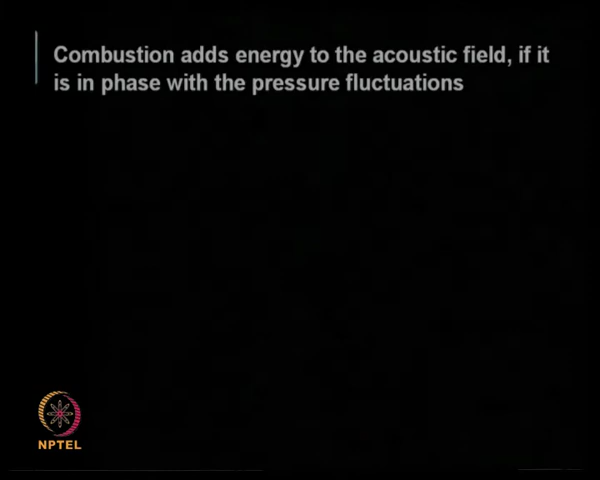 Combustion adds energy to the acoustic field, if it
is in phase with the pressure fluctuations
NPTEL